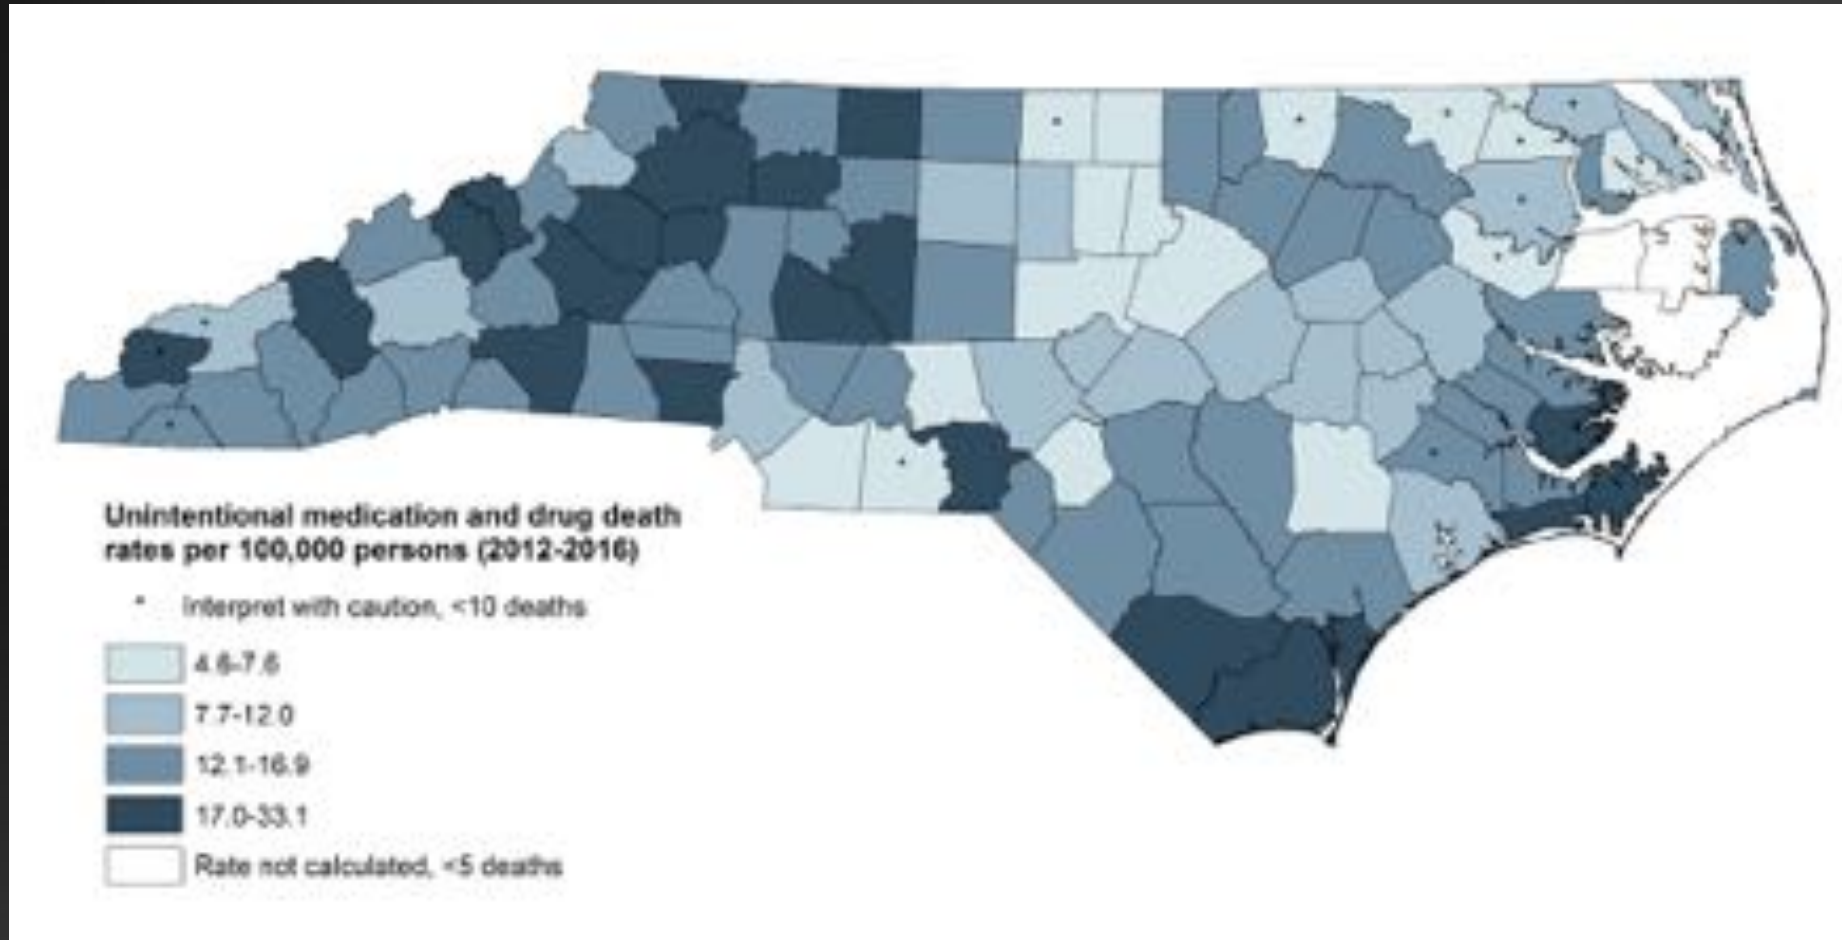 Unintentional medication and drug death
rates per 100,000 persons (2012-2016)
* Interpret with caution, <10 deaths
4.6-7.6
7.7-12.0
12.1-16.9
17.0-33.1
Rate not calculated, <5 deaths